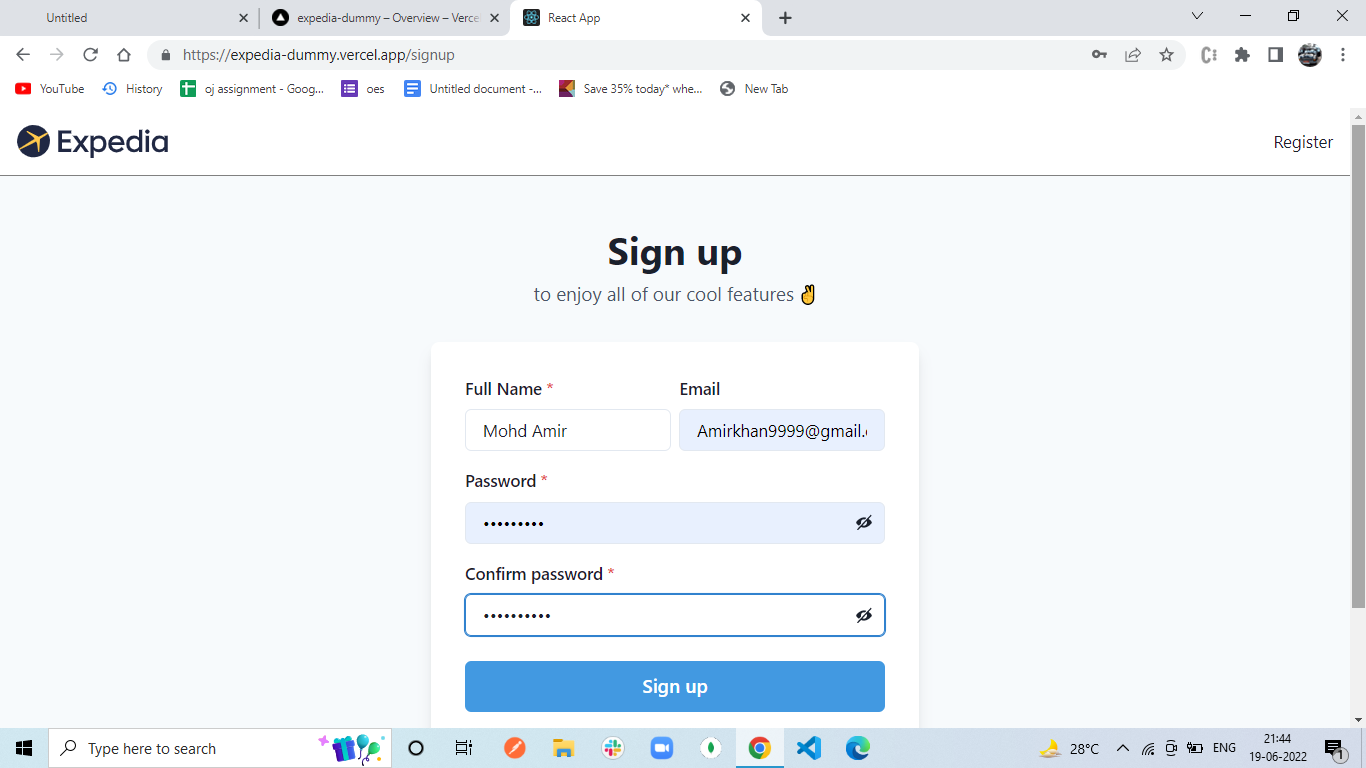 Untitled
expedia-dummy – Overview – Vercel
React App
https://expedia-dummy.vercel.app/signup
YouTube
History
oj assignment - Goog...
oes
Untitled document -...
Save 35% today* whe...
New Tab
Expedia
Register
Sign up
to enjoy all of our cool features ✌
Full Name *
Email
Mohd Amir
Amirkhan9999@gmail.
Password *
•••••••••
Confirm password *
••••••••••
Sign up
Type here to search
28°C
ENG
21:44
19-06-2022
1